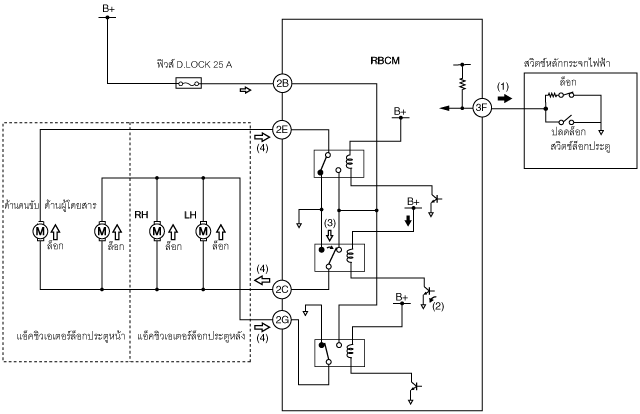 B+
ฟิวส์ D.LOCK 25 A
RBCM
สวิตช์หลักกระจกไฟฟ้า
2B
(1)
ล็อก
3F
B+
2E
(4)
ปลดล็อก
สวิตช์ล็อกประตู
ด้านคนขับ
ด้านผู้โดยสาร
RH
LH
B+
(3)
M
ล็อก
M
ล็อก
M
ล็อก
M
ล็อก
(4)
2C
(2)
B+
2G
(4)
แอ็คชิวเอเตอร์ล็อกประตูหน้า
แอ็คชิวเอเตอร์ล็อกประตูหลัง